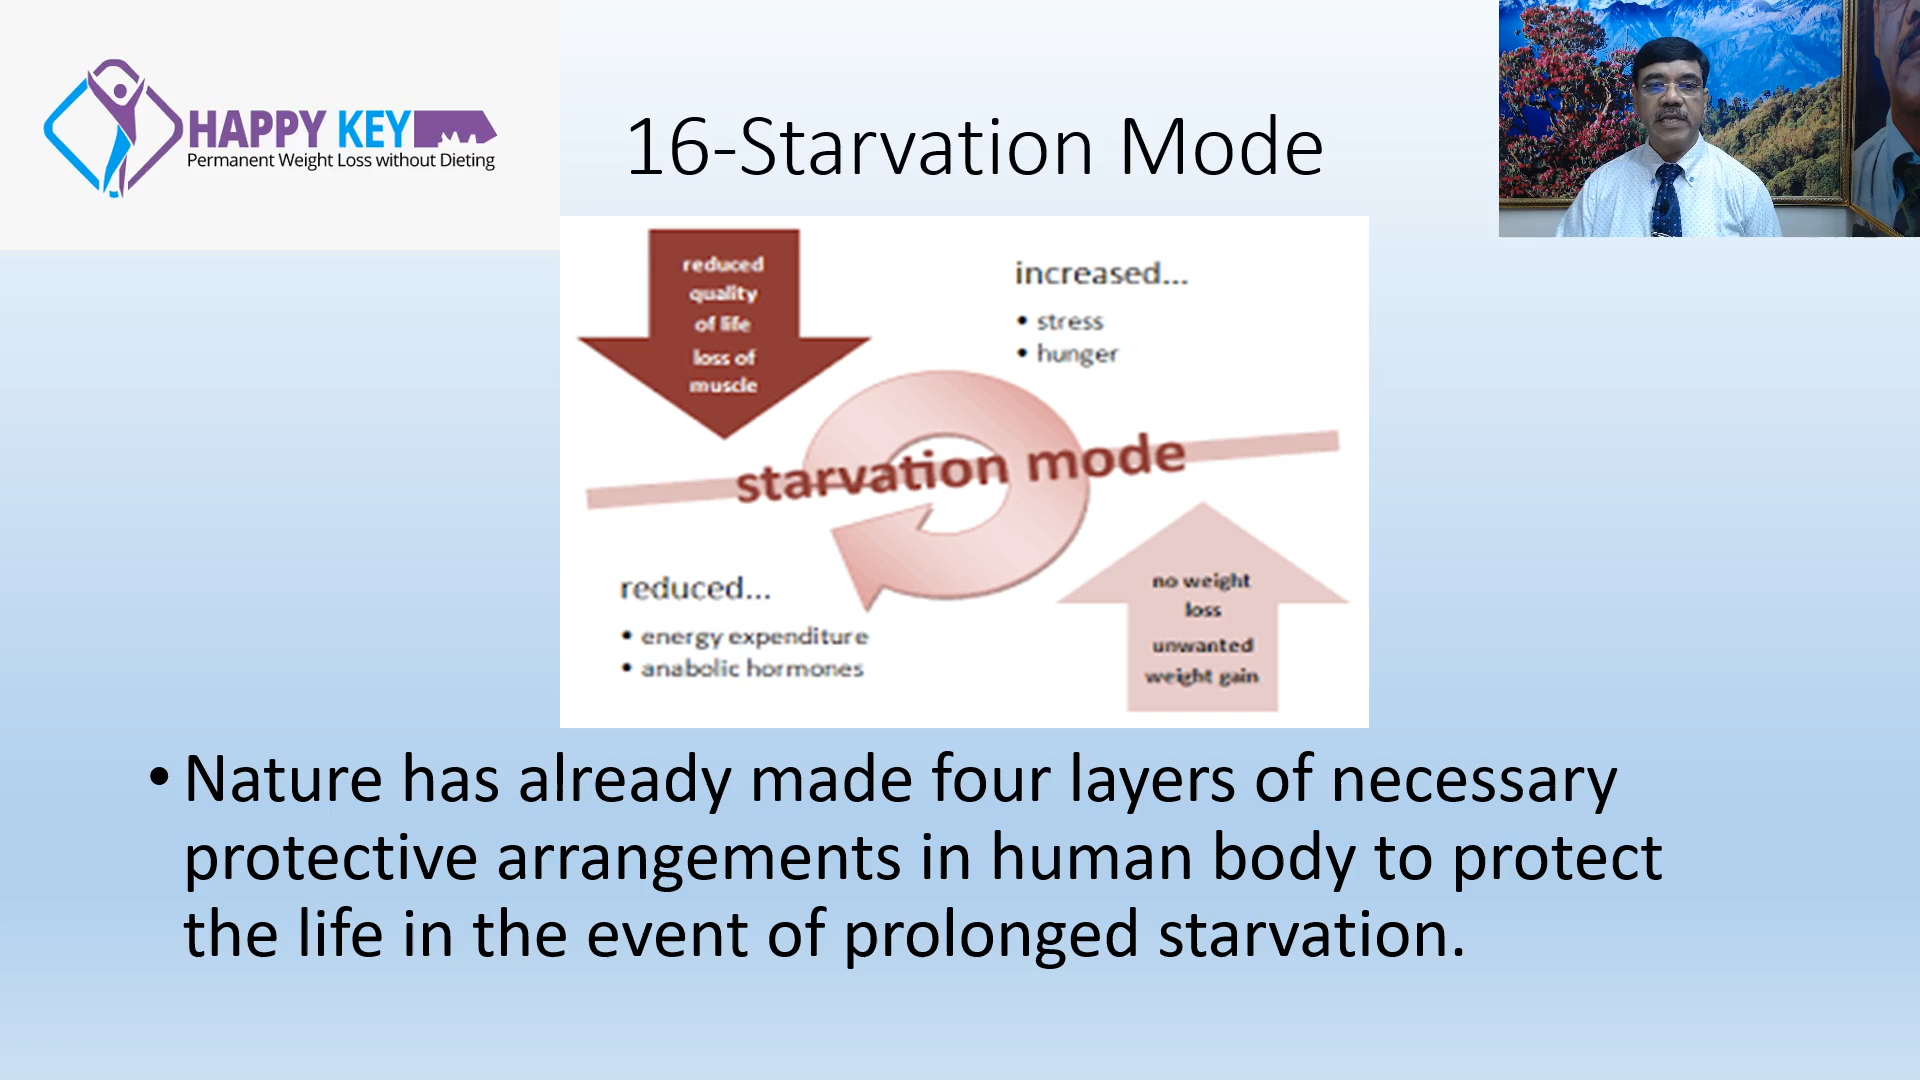 HAPPY KEY
Permanent Weight Loss without Dieting
16-Starvation Mode
reduced
quality
of life
loss of
muscle
increased...
• stress
• hunger
starvation mode
reduced...
• energy expenditure
• anabolic hormones
no weight
loss
unwanted
weight gain
• Nature has already made four layers of necessary
protective arrangements in human body to protect
the life in the event of prolonged starvation.